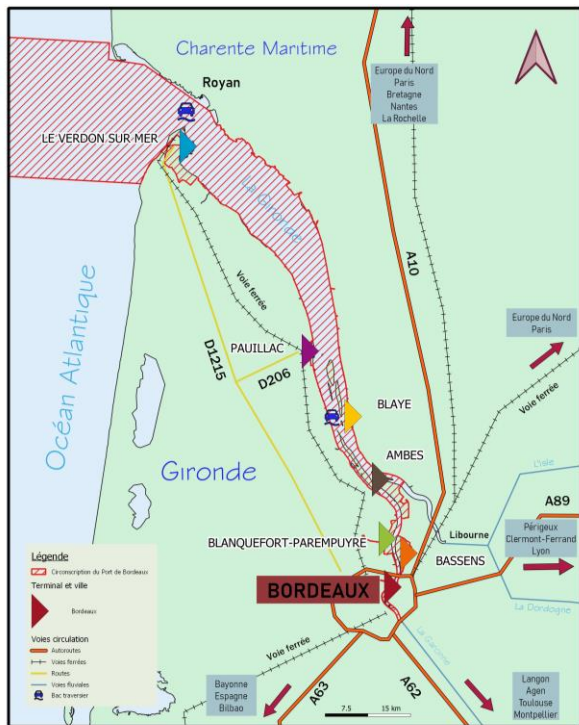 Charente Maritime
Royan
Europe du Nord
Paris
Bretagne
Nantes
La Rochelle
LE VERDON SUR MER
La Gironde
A10
Voie ferrée
Europe du Nord
Paris
Océan Atlantique
PAUILLAC
D1215
D206
Voie ferrée
BLAYE
Gironde
AMBES
L'isle
A89
BLANQUEFORT-PAREMPUYRE
Libourne
Périgeux
Clermont-Ferrand
Lyon
BASSENS
BORDEAUX
La Dordogne
La Garonne
Voie ferrée
A63
A62
Bayonne
Espagne
Bilbao
Langon
Agen
Toulouse
Montpellier
7.5 15 km
Légende
Circonscription du Port de Bordeaux
Terminal et ville
Bordeaux
Voies circulation
Autoroutes
Voies ferrées
Routes
Voies fluviales
Bac traversier